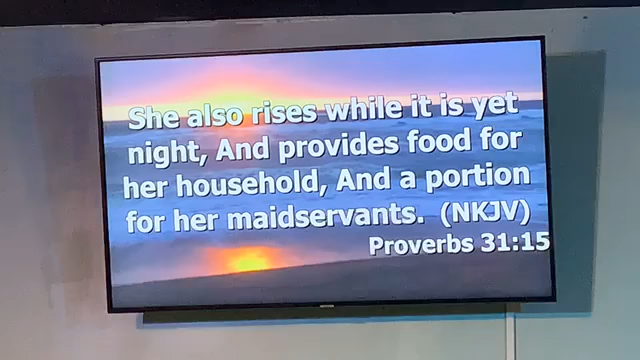 She also rises while it is yet
night, And provides food for
her household, And a portion
for her maidservants. (NKJV)
Proverbs 31:15